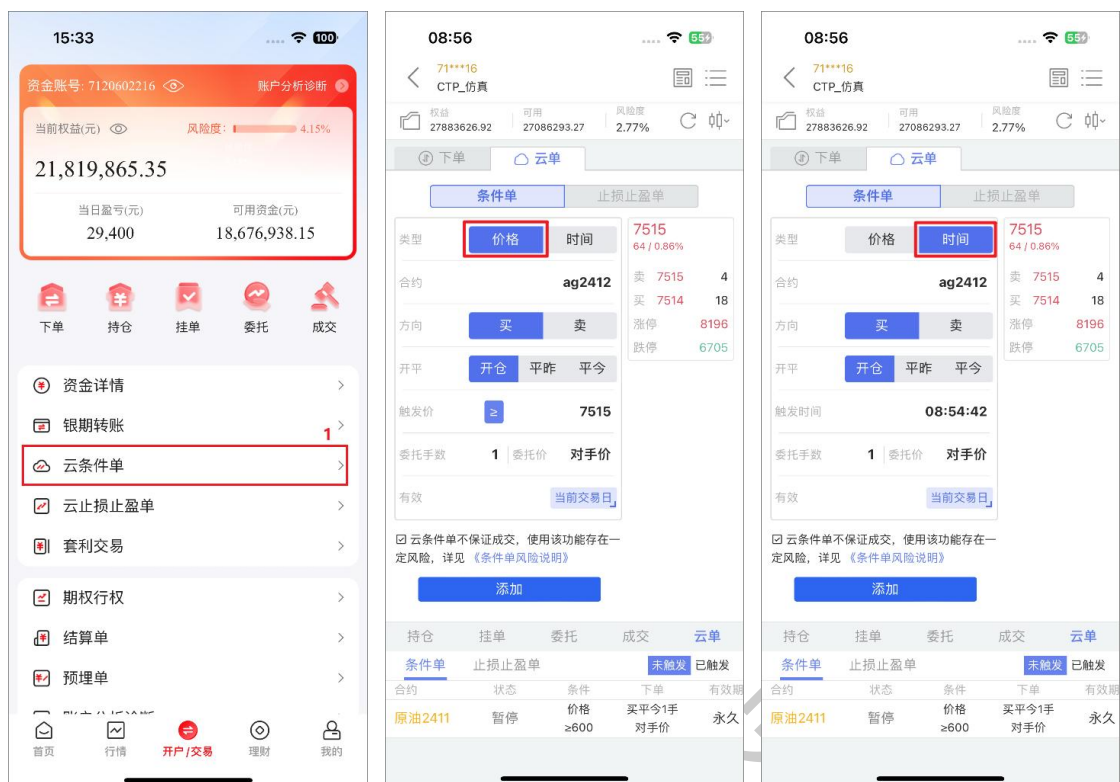 15:33
100
资金账号: 7120602216
账户分析诊断
当前权益(元)
风险度:
4.15%
21,819,865.35
当日盈亏(元)
可用资金(元)
29,400
18,676,938.15
下单
持仓
挂单
委托
成交
资金详情
银期转账
1
云条件单
云止损止盈单
套利交易
期权行权
结算单
预埋单
首页
行情
开户/交易
理财
我的
08:56
55
71***16
CTP_仿真
权益
27883626.92
可用
27086293.27
风险度
2.77%
下单
云单
条件单
止损止盈单
类型
价格
时间
7515
64 / 0.86%
合约
ag2412
卖 7515 4
买 7514 18
方向
买
卖
涨停 8196
跌停 6705
开平
开仓
平昨
平今
触发价
≥
7515
委托手数
1
委托价
对手价
有效
当前交易日
云条件单不保证成交，使用该功能存在一
定风险，详见《条件单风险说明》
添加
持仓
挂单
委托
成交
云单
条件单
止损止盈单
未触发
已触发
合约
状态
条件
下单
有效期
原油2411
暂停
价格
≥600
买平今1手
对手价
永久
08:56
55
71***16
CTP_仿真
权益
27883626.92
可用
27086293.27
风险度
2.77%
下单
云单
条件单
止损止盈单
类型
价格
时间
7515
64 / 0.86%
合约
ag2412
卖 7515 4
买 7514 18
方向
买
卖
涨停 8196
跌停 6705
开平
开仓
平昨
平今
触发时间
08:54:42
委托手数
1
委托价
对手价
有效
当前交易日
云条件单不保证成交，使用该功能存在一
定风险，详见《条件单风险说明》
添加
持仓
挂单
委托
成交
云单
条件单
止损止盈单
未触发
已触发
合约
状态
条件
下单
有效期
原油2411
暂停
价格
≥600
买平今1手
对手价
永久